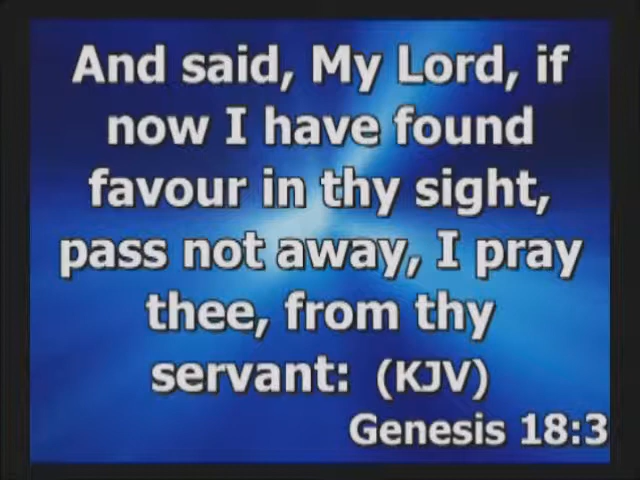 And said, My Lord, if
now I have found
favour in thy sight,
pass not away, I pray
thee, from thy
servant: (KJV)
Genesis 18:3